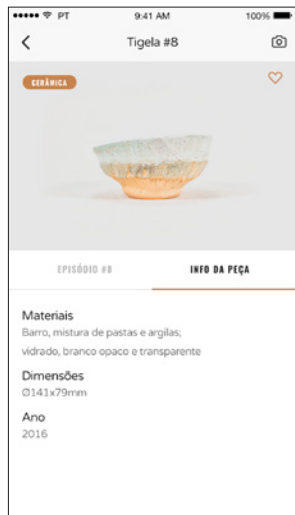 PT 9:41 AM 100%
Tigela #8
CERÂMICA
EPISÓDIO #8 INFO DA PEÇA
Materiais
Barro, mistura de pastas e argilas;
vidrado, branco opaco e transparente
Dimensões
Ø141x79mm
Ano
2016